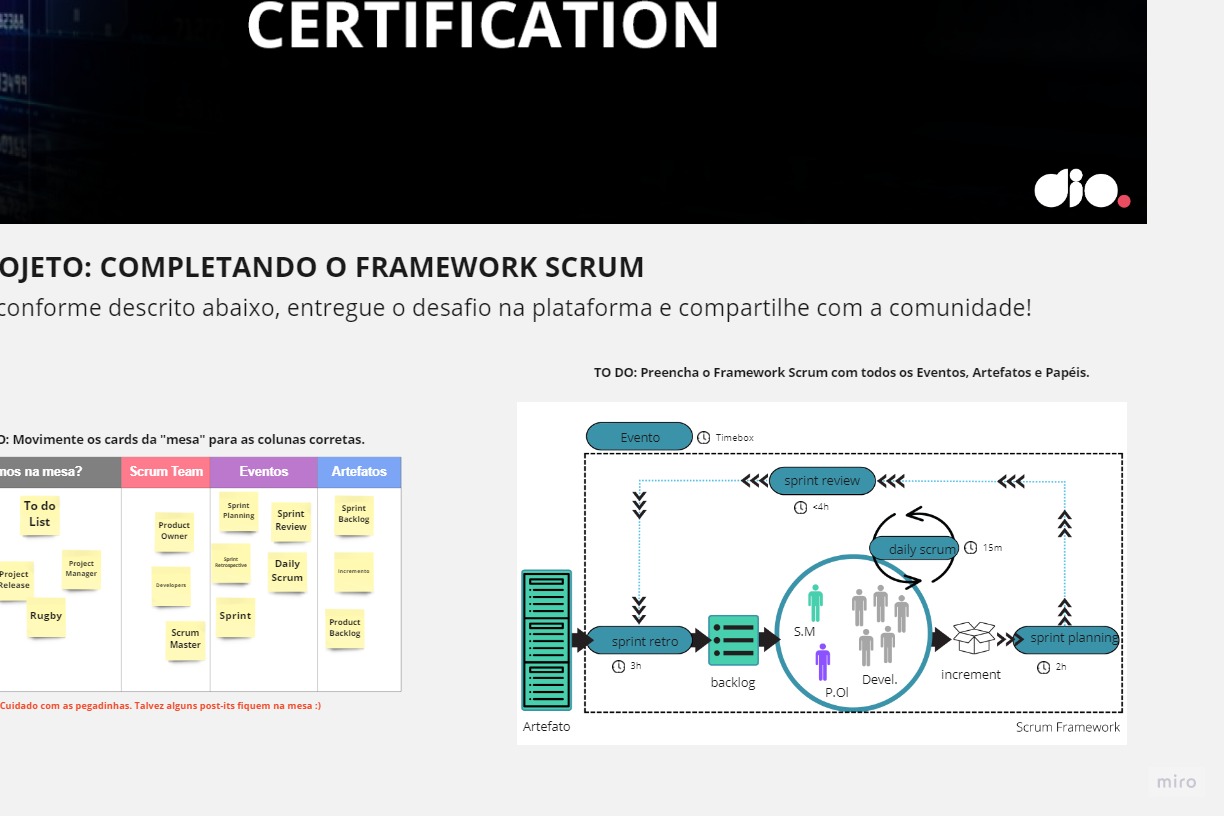 CERTIFICATION
dio.
OJETO: COMPLETANDO O FRAMEWORK SCRUM
conforme descrito abaixo, entregue o desafio na plataforma e compartilhe com a comunidade!
TO DO: Preencha o Framework Scrum com todos os Eventos, Artefatos e Papéis.
O: Movimente os cards da "mesa" para as colunas corretas.
mos na mesa?
Scrum Team
Eventos
Artefatos
To do
List
Project
Release
Project
Manager
Rugby
Product
Owner
Developers
Scrum
Master
Sprint
Planning
Sprint
Review
Sprint
Retrospective
Daily
Scrum
Sprint
Sprint
Backlog
Incremento
Product
Backlog
Cuidado com as pegadinhas. Talvez alguns post-its fiquem na mesa :)
Evento
Timebox
sprint review
<4h
daily scrum
15m
sprint retro
3h
backlog
S.M
P.Ol
Devel.
increment
sprint planning
2h
Artefato
Scrum Framework
miro